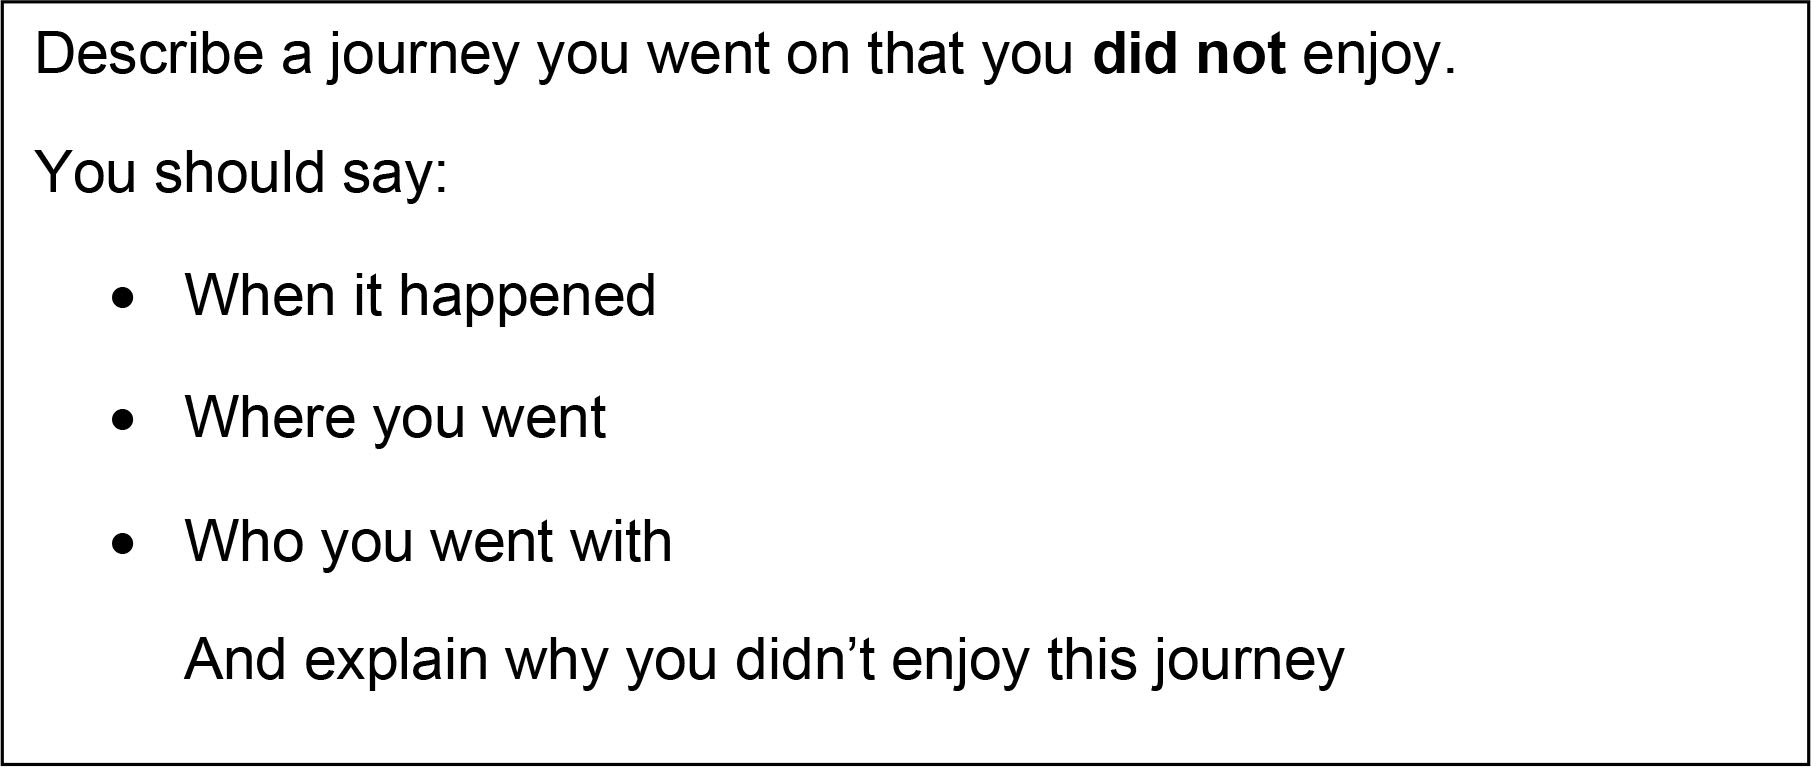 Describe a journey you went on that you did not enjoy.
You should say:
• When it happened
• Where you went
• Who you went with
And explain why you didn’t enjoy this journey